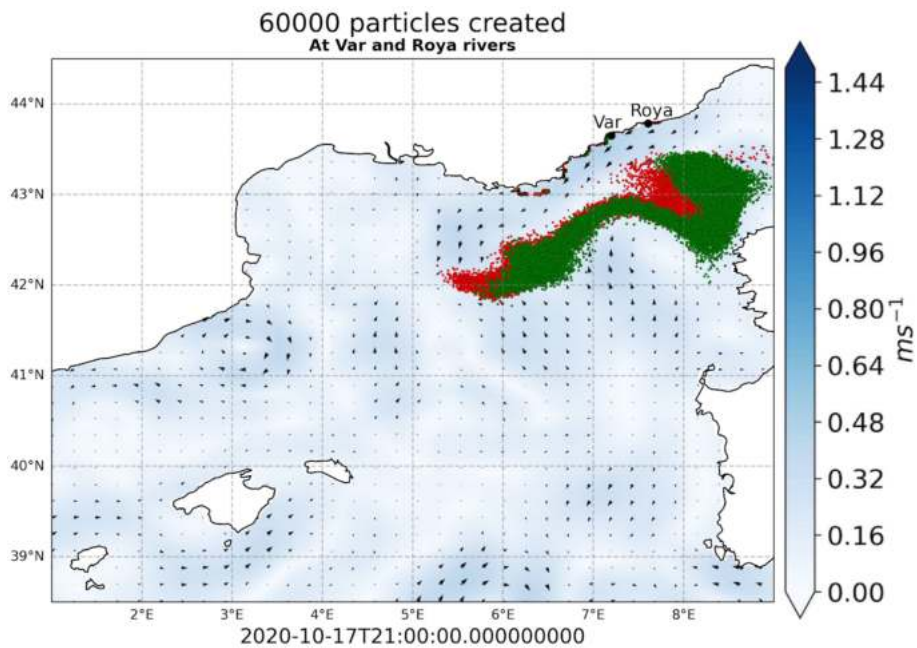 60000 particles created
At Var and Roya rivers
44°N
43°N
42°N
41°N
40°N
39°N
Roya
Var
2°E 3°E 4°E 5°E 6°E 7°E 8°E
2020-10-17T21:00:00.000000000
1.44
1.28
1.12
0.96
0.80
0.64
0.48
0.32
0.16
0.00
ms⁻¹